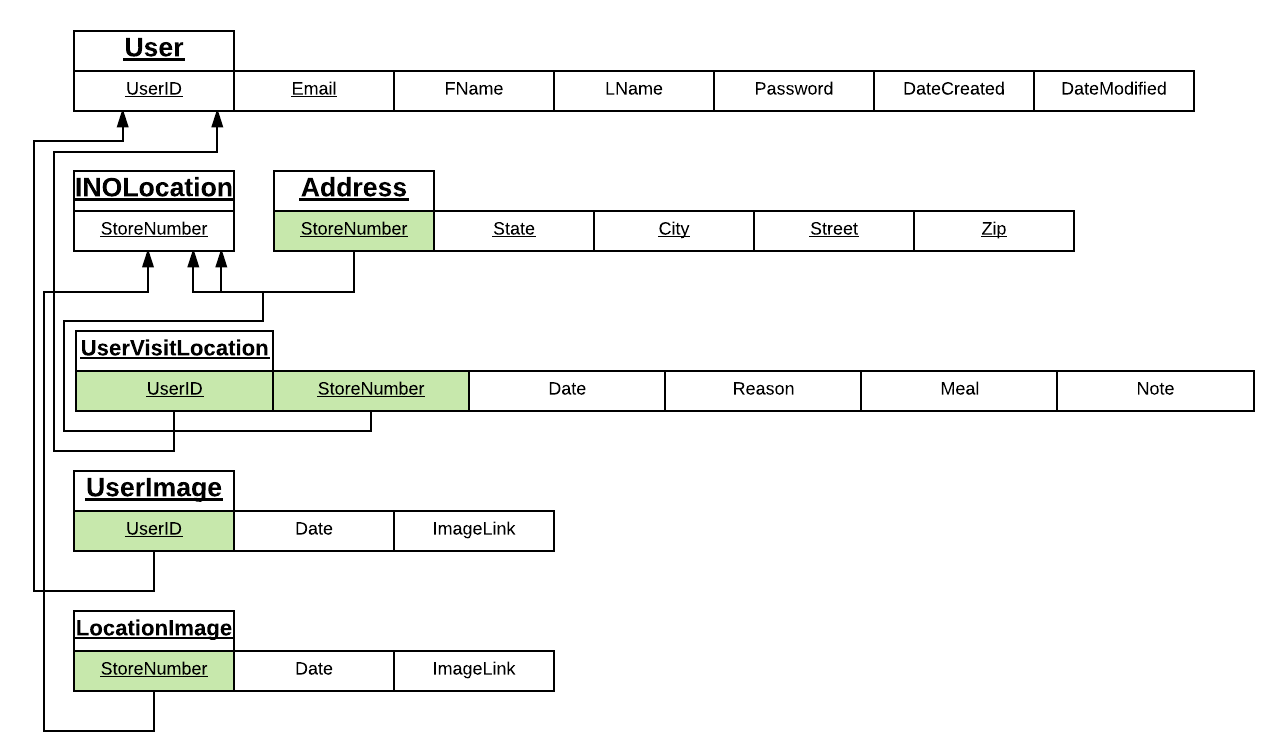 User
UserID Email FName LName Password DateCreated DateModified
INOLocation Address
StoreNumber StoreNumber State City Street Zip
UserVisitLocation
UserID StoreNumber Date Reason Meal Note
UserImage
UserID Date ImageLink
LocationImage
StoreNumber Date ImageLink